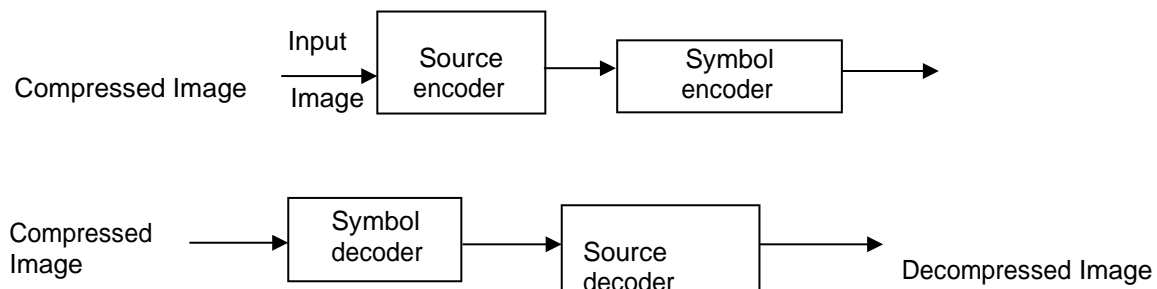 Input
Compressed Image
Image
Source
encoder
Symbol
encoder
Compressed
Image
Symbol
decoder
Source
decoder
Decompressed Image